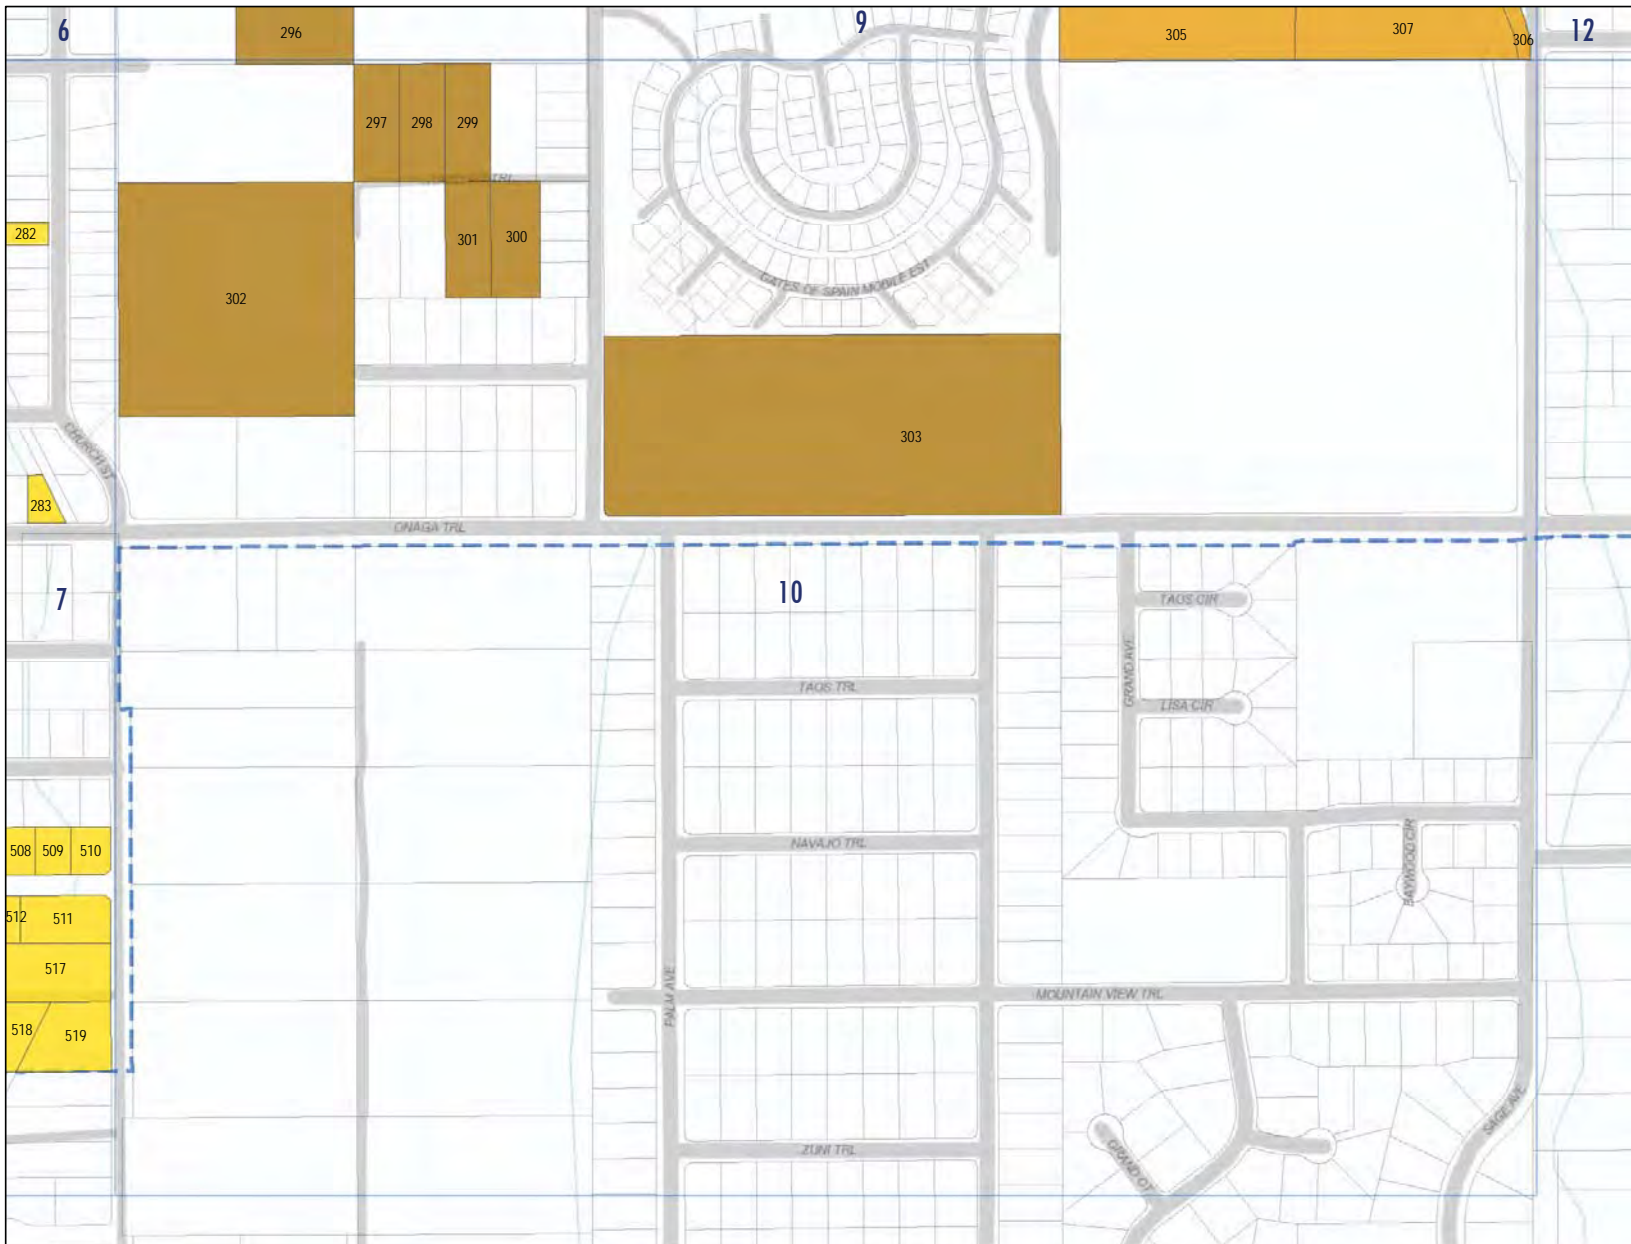 6
296
9
305
307
306
12
297
298
299
TRL
282
301
300
302
GATES OF SPAIN MOBILE EST
303
CHURCH ST
283
ONAGA TRL
7
10
TAOS CIR
GRAND AVE
TAOS TRL
LISA CIR
NAVAJO TRL
BAYWOOD CIR
508
509
510
512
511
517
PALM AVE
MOUNTAIN VIEW TRL
518
519
SAGE AVE
ZUNI TRL
GRAND CT